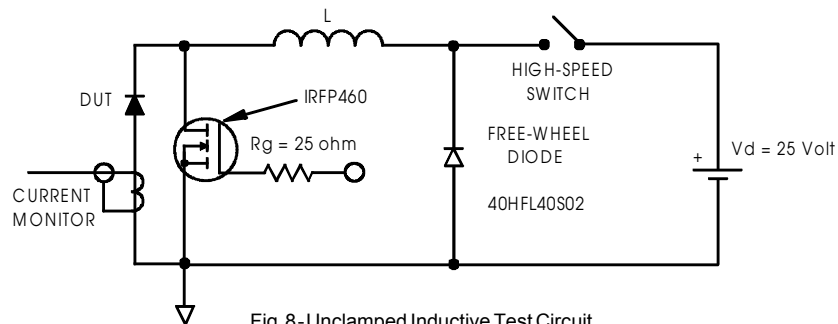 L
HIGH-SPEED
SWITCH
DUT
IRFP460
Rg = 25 ohm
FREE-WHEEL
DIODE
+
Vd = 25 Volt
40HFL40S02
CURRENT
MONITOR
Fig. 8 - Unclamped Inductive Test Circuit